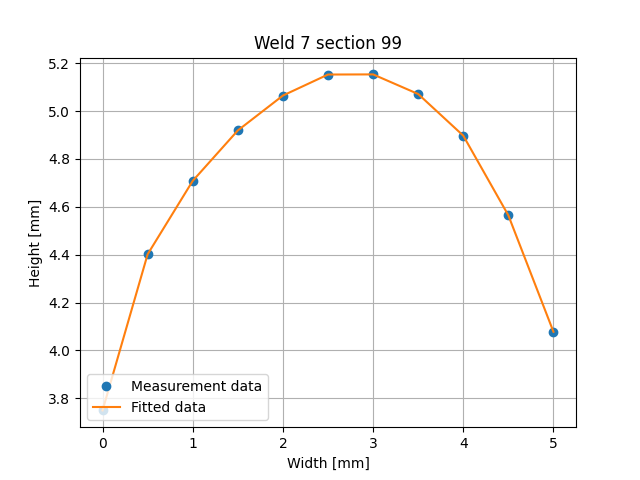 Weld 7 section 99
Height [mm]
5.2
5.0
4.8
4.6
4.4
4.2
4.0
3.8
Measurement data
Fitted data
0 1 2 3 4 5
Width [mm]